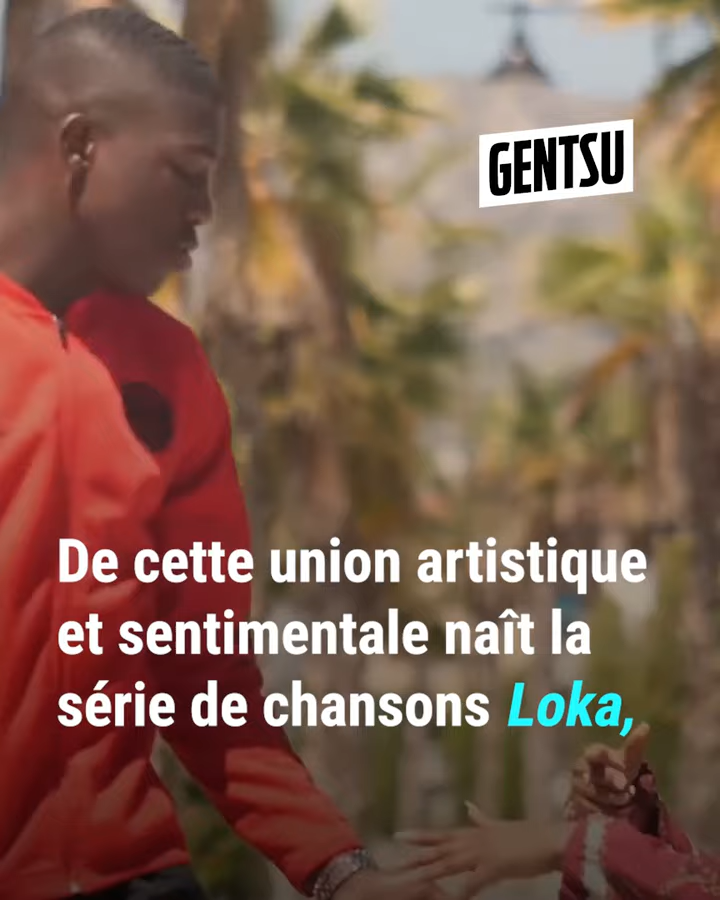 GENTSU
De cette union artistique
et sentimentale naît la
série de chansons Loka,